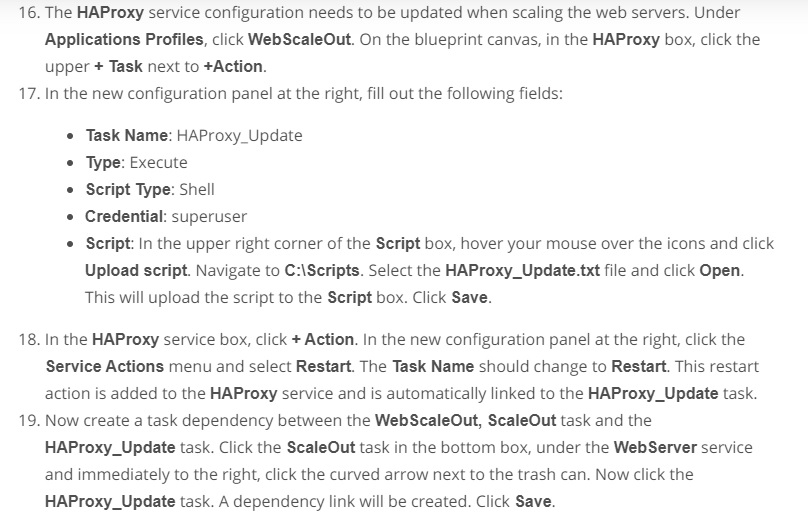 16. The HAProxy service configuration needs to be updated when scaling the web servers. Under
Applications Profiles, click WebScaleOut. On the blueprint canvas, in the HAProxy box, click the
upper + Task next to +Action.
17. In the new configuration panel at the right, fill out the following fields:
• Task Name: HAProxy_Update
• Type: Execute
• Script Type: Shell
• Credential: superuser
• Script: In the upper right corner of the Script box, hover your mouse over the icons and click
Upload script. Navigate to C:\Scripts. Select the HAProxy_Update.txt file and click Open.
This will upload the script to the Script box. Click Save.
18. In the HAProxy service box, click + Action. In the new configuration panel at the right, click the
Service Actions menu and select Restart. The Task Name should change to Restart. This restart
action is added to the HAProxy service and is automatically linked to the HAProxy_Update task.
19. Now create a task dependency between the WebScaleOut, ScaleOut task and the
HAProxy_Update task. Click the ScaleOut task in the bottom box, under the WebServer service
and immediately to the right, click the curved arrow next to the trash can. Now click the
HAProxy_Update task. A dependency link will be created. Click Save.